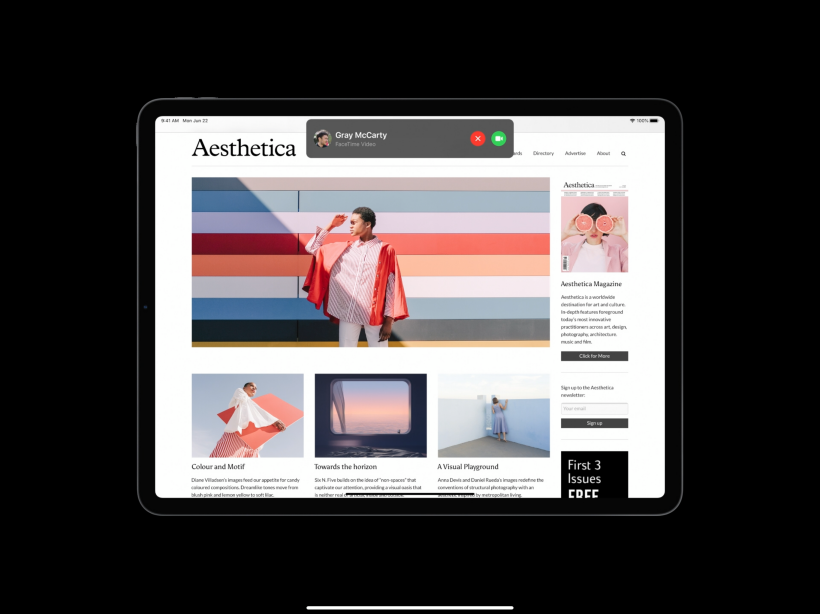 9:41 AM Mon Jun 22
100%
Gray McCarty
FaceTime Video
Aesthetica
Directory
Advertise
About
Aesthetica
Aesthetica Magazine
Aesthetica is a worldwide
destination for art and culture.
In-depth features foreground
today's most innovative
practitioners across art, design,
photography, architecture,
music and film.
Click for More
Sign up to the Aesthetica
newsletter:
Your email
Sign up
First 3
Issues
FREE
Colour and Motif
Diane Villadsen's images feed our appetite for candy
coloured compositions. Dreamlike tones move from
blush pink and lemon yellow to soft lilac.
Towards the horizon
Six N. Five builds on the idea of "non-spaces" that
captivate our attention, providing a visual oasis that
is neither real
A Visual Playground
Anna Devis and Daniel Rueda's images redefine the
conventions of structural photography with an
by metropolitan living.